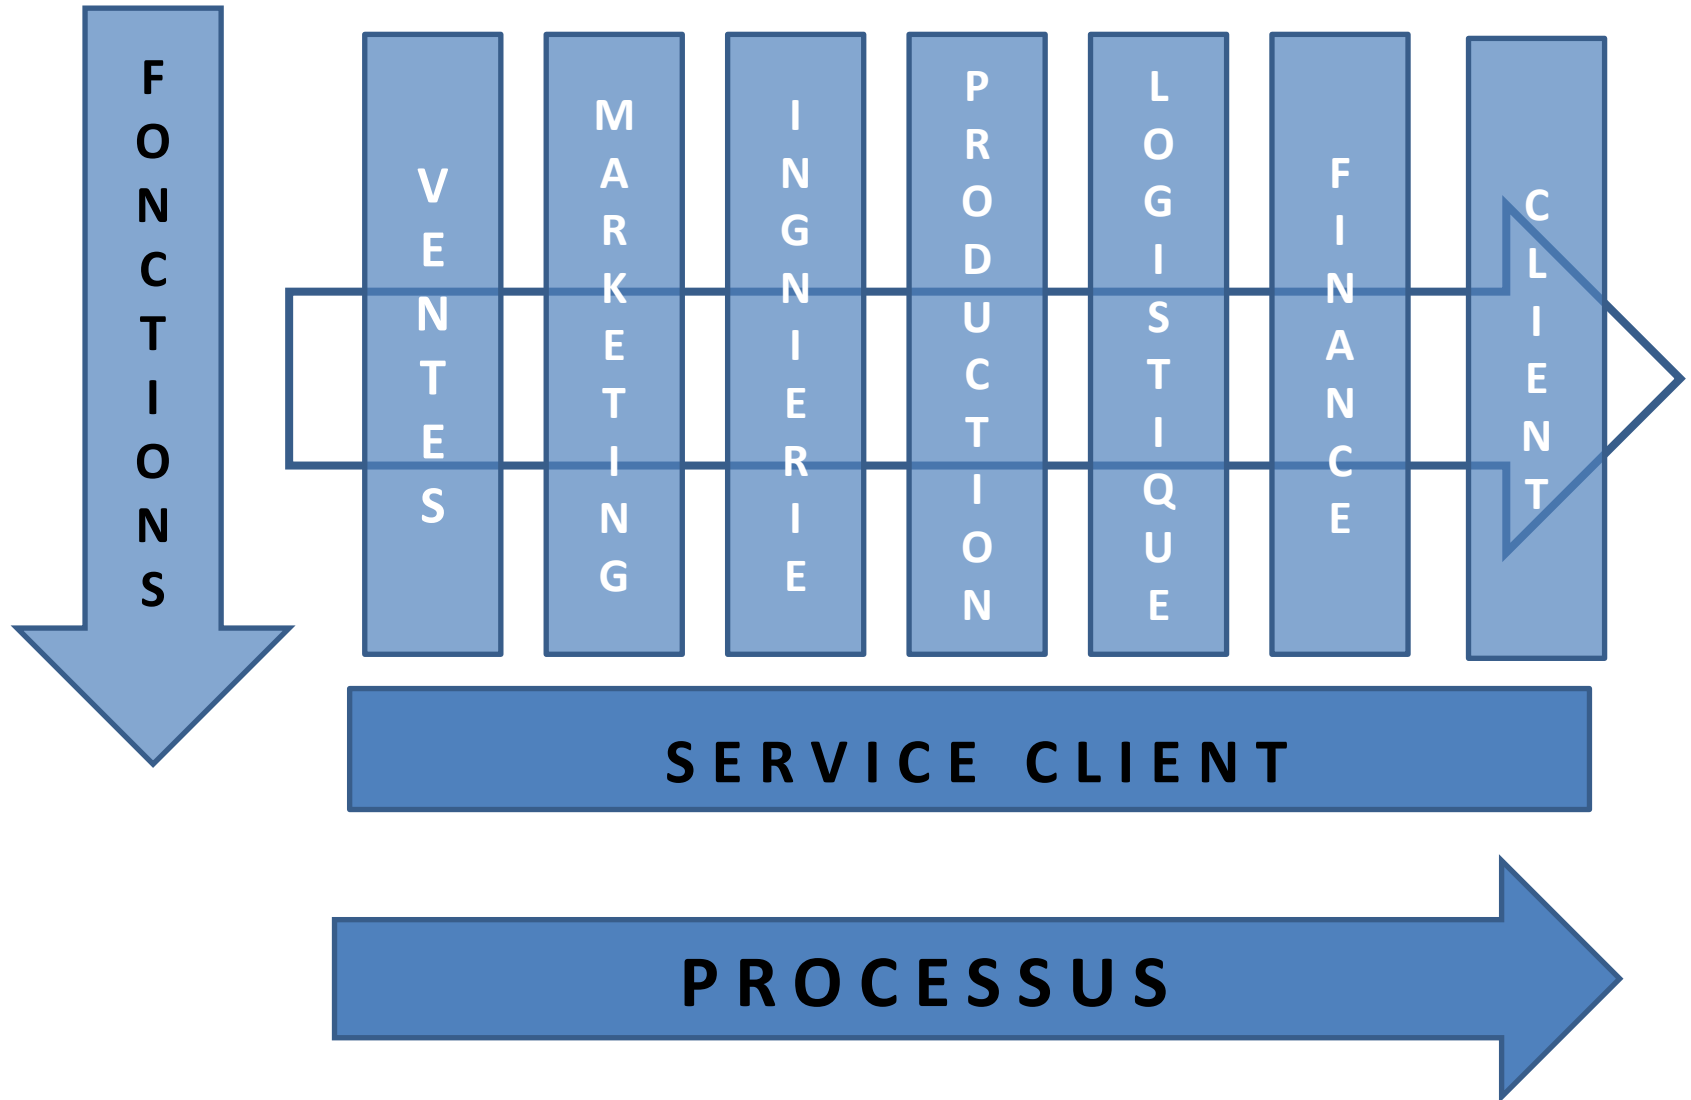 FONCTIONS
VENTES
MARKETING
INGNIERIE
PRODUCTION
LOGISTIQUE
FINANCE
CLIENT
SERVICE CLIENT
PROCESSUS